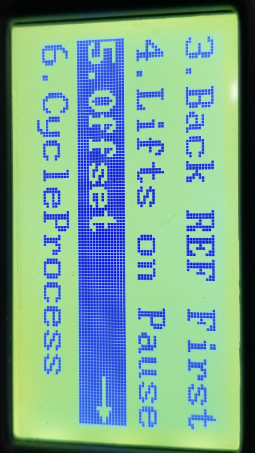 3.Back REF First
4.Lifts on Pause
5.Offset →
6.CycleProcess